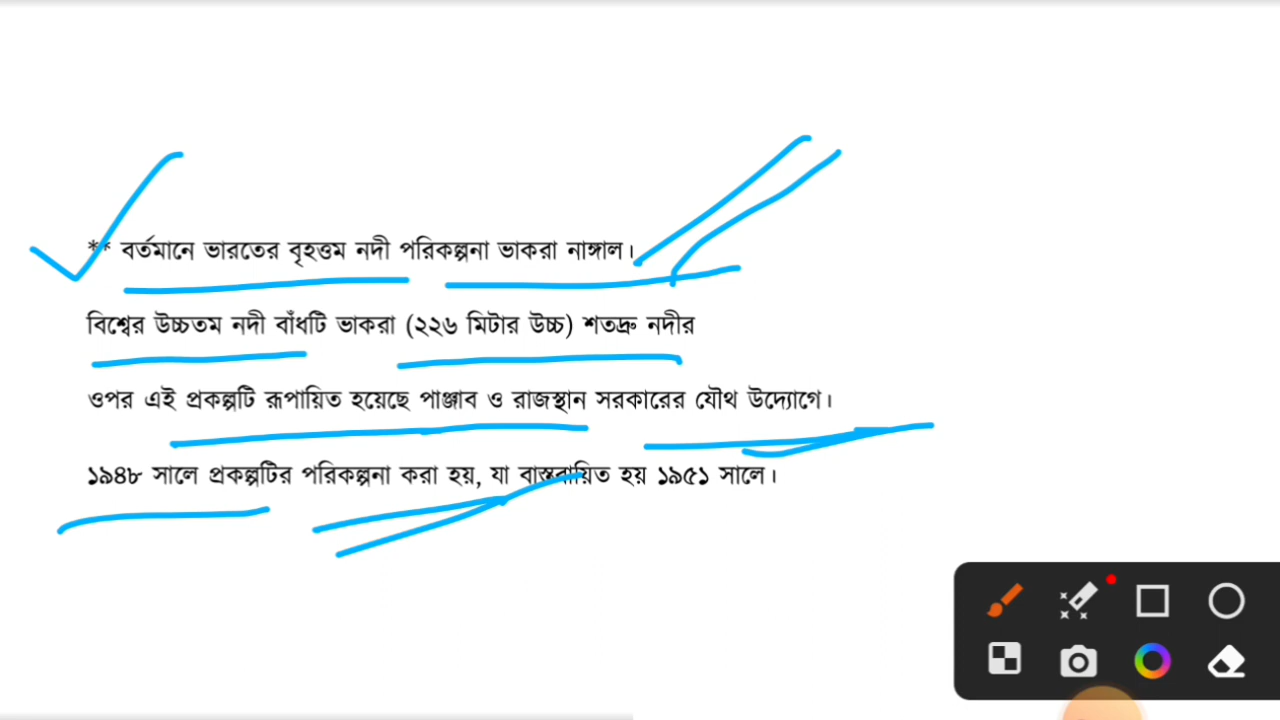 ** বর্তমানে ভারতের বৃহত্তম নদী পরিকল্পনা ভাকরা নাঙ্গাল।
বিশ্বের উচ্চতম নদী বাঁধটি ভাকরা (২২৬ মিটার উচ্চ) শতদ্রু নদীর
ওপর এই প্রকল্পটি রূপায়িত হয়েছে পাঞ্জাব ও রাজস্থান সরকারের যৌথ উদ্যোগে।
১৯৪৮ সালে প্রকল্পটির পরিকল্পনা করা হয়, যা বাস্তবায়িত হয় ১৯৫১ সালে।